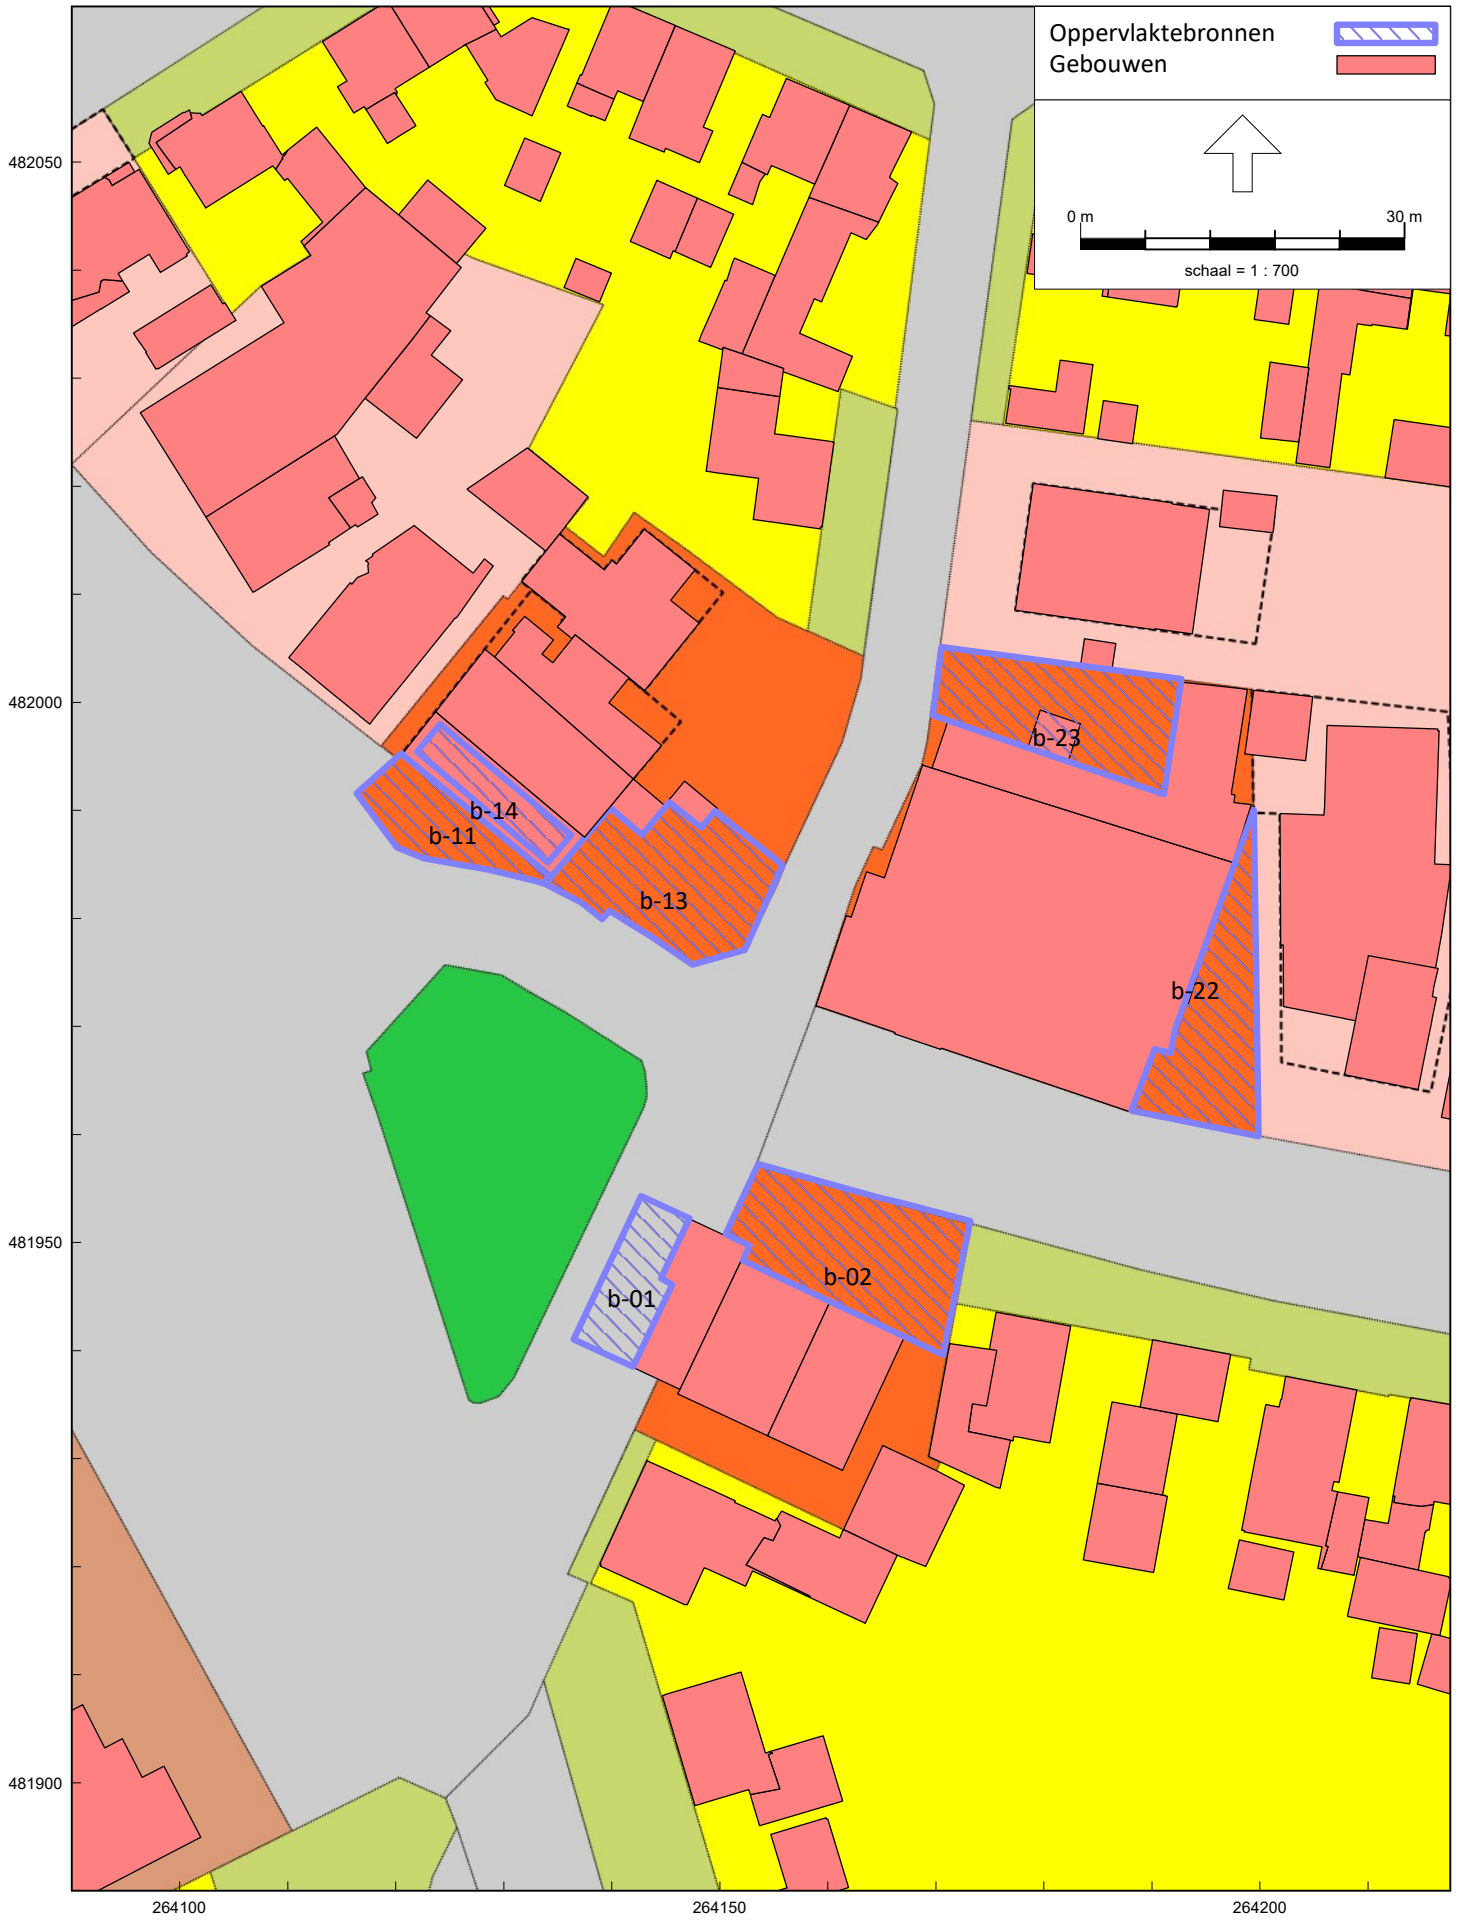 Oppervlaktebronnen
Gebouwen
0 m 30 m
schaal = 1 : 700
482050
482000
481950
481900
b-23
b-14
b-11
b-13
b-22
b-02
b-01
264100 264150 264200